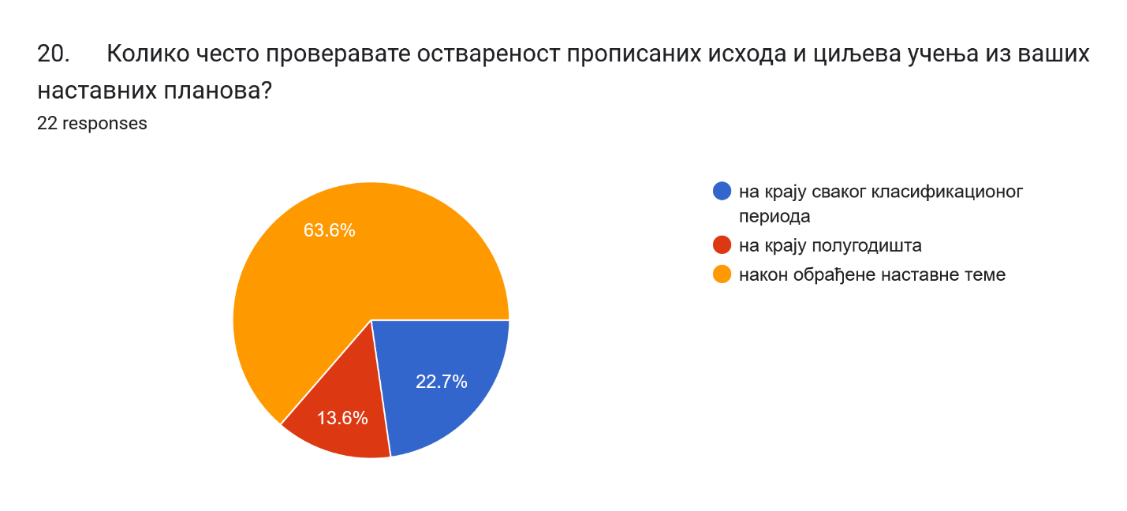 20. Колико често проверавате оствареност прописаних исхода и циљева учења из ваших
наставних планова?
22 responses
63.6%
22.7%
13.6%
на крају сваког класификационог
периода
на крају полугодишта
након обрађене наставне теме